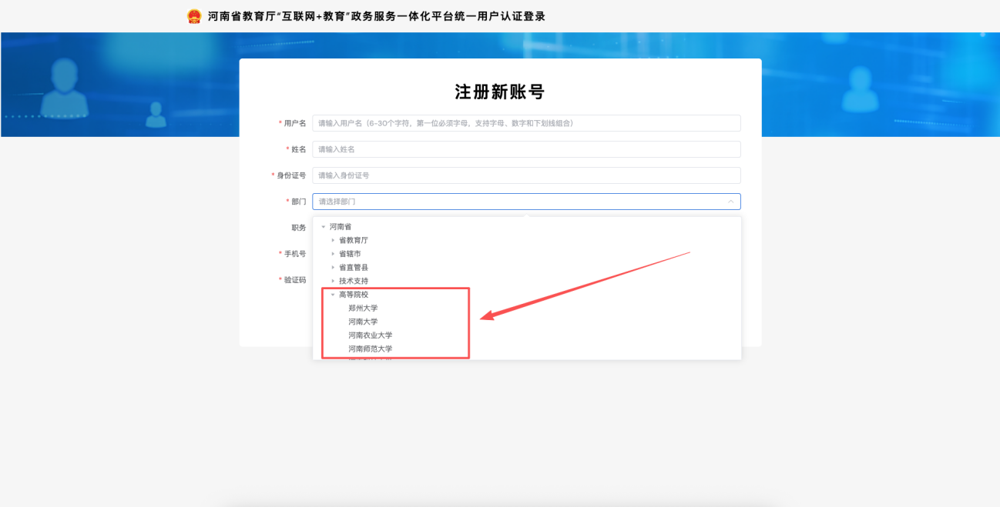 河南省教育厅“互联网+教育”政务服务一体化平台统一用户认证登录
注册新账号
* 用户名 请输入用户名（6-30个字符，第一位必须字母，支持字母、数字和下划线组合）
* 姓名 请输入姓名
* 身份证号 请输入身份证号
* 部门 请选择部门
职务
* 手机号
* 验证码
河南省
省教育厅
省辖市
省直管县
技术支持
高等院校
郑州大学
河南大学
河南农业大学
河南师范大学